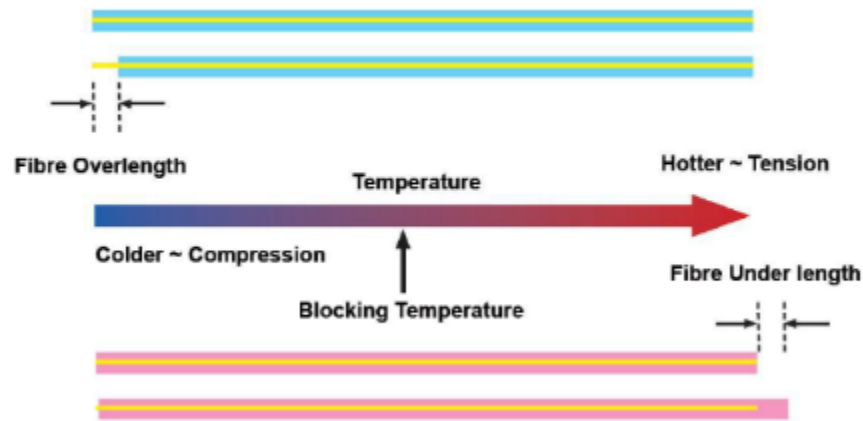 Fibre Overlength
Hotter ~ Tension
Temperature
Colder ~ Compression
Fibre Under length
Blocking Temperature